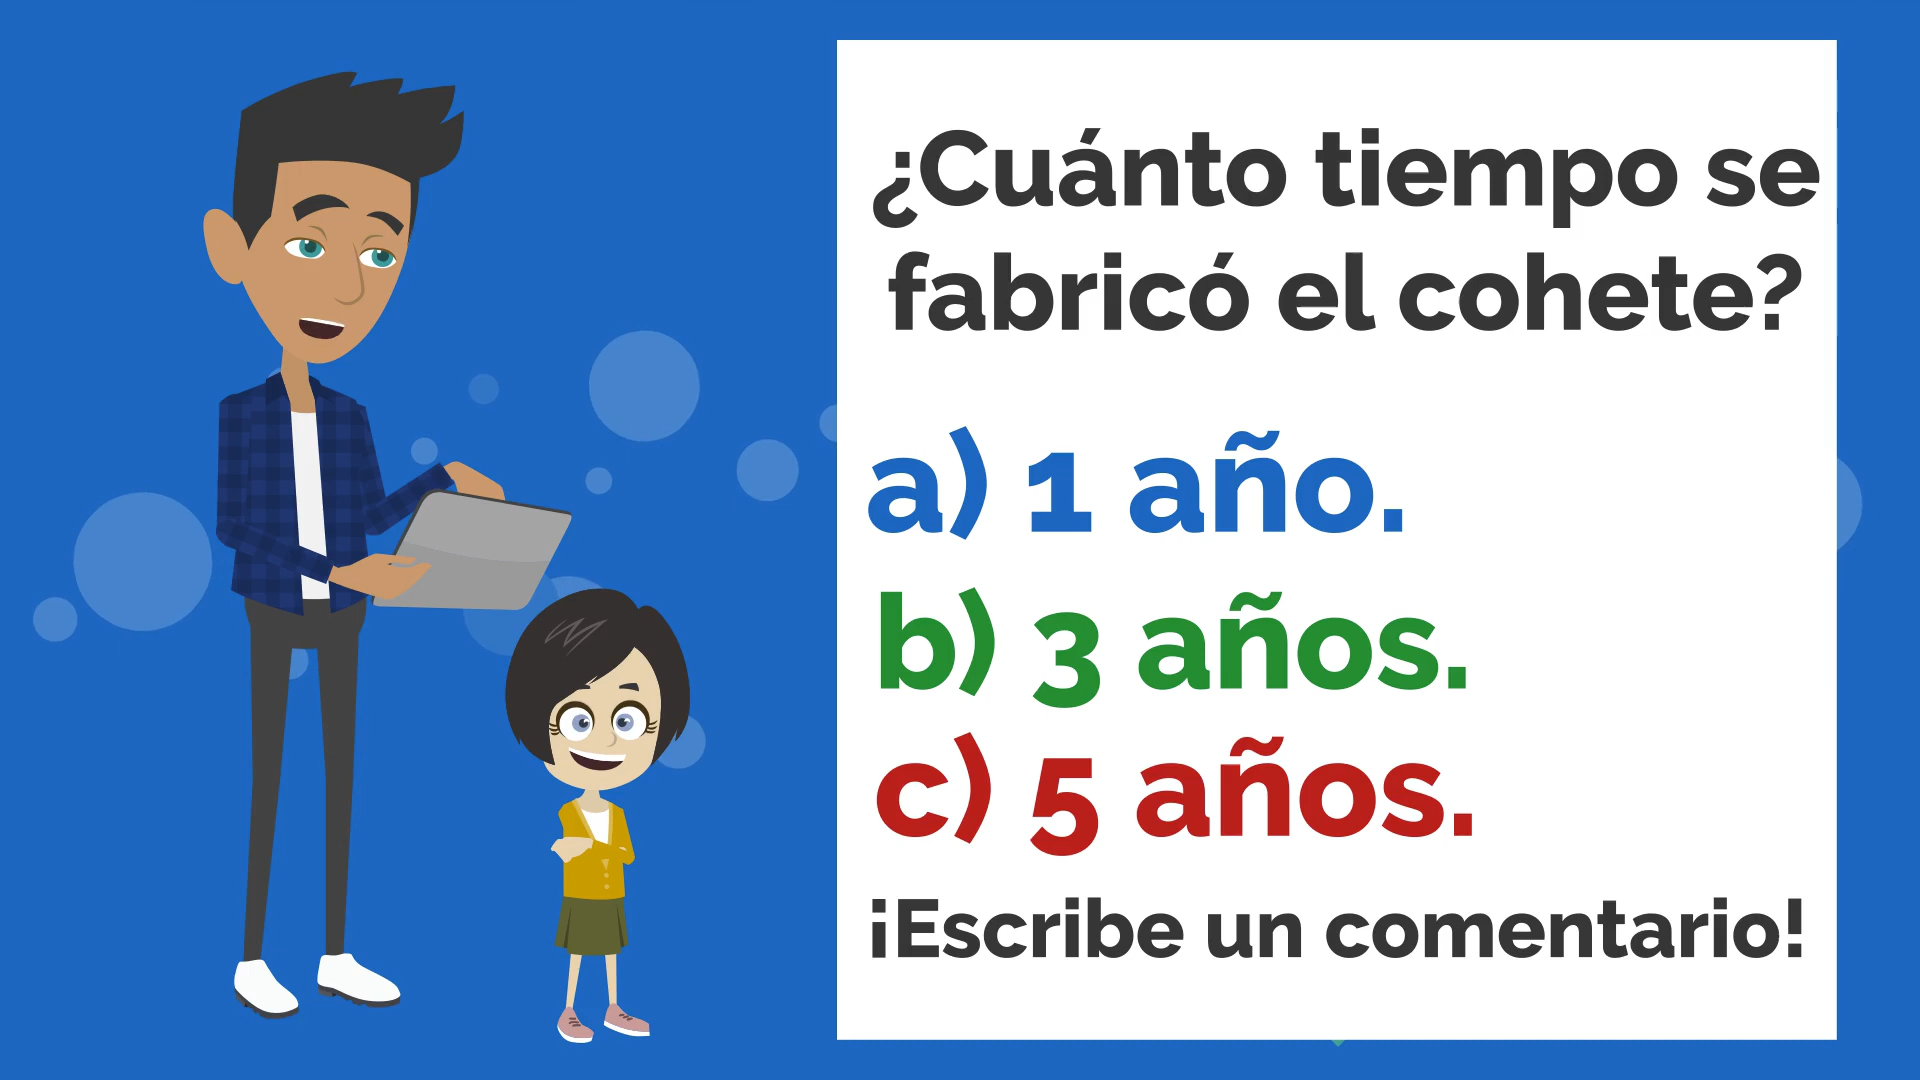 ¿Cuánto tiempo se
fabricó el cohete?
a) 1 año.
b) 3 años.
c) 5 años.
¡Escribe un comentario!